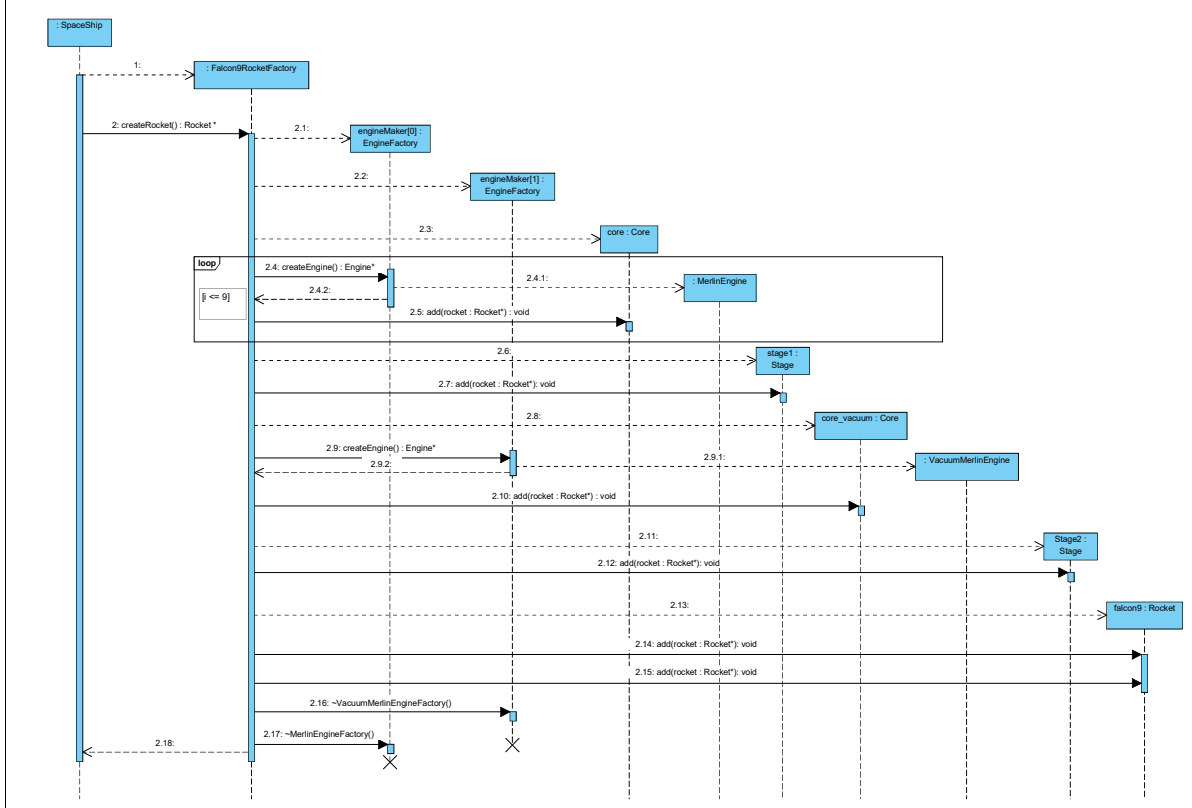 : SpaceShip
1:
: Falcon9RocketFactory
2: createRocket() : Rocket *
2.1:
engineMaker[0] :
EngineFactory
2.2:
engineMaker[1] :
EngineFactory
2.3:
core : Core
loop
[i <= 9]
2.4: createEngine() : Engine*
2.4.1:
: MerlinEngine
2.4.2:
2.5: add(rocket : Rocket*) : void
2.6:
stage1 :
Stage
2.7: add(rocket : Rocket*): void
2.8:
core_vacuum : Core
2.9: createEngine() : Engine*
2.9.1:
: VacuumMerlinEngine
2.9.2:
2.10: add(rocket : Rocket*) : void
2.11:
Stage2 :
Stage
2.12: add(rocket : Rocket*): void
2.13:
falcon9 : Rocket
2.14: add(rocket : Rocket*): void
2.15: add(rocket : Rocket*): void
2.16: ~VacuumMerlinEngineFactory()
2.17: ~MerlinEngineFactory()
2.18: